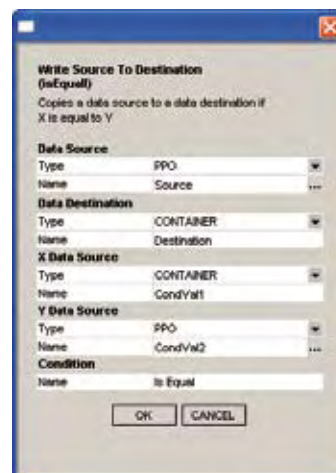 Write Source To Destination
(isEquall)
Copies a data source to a data destination if
X is equal to Y
Data Source
Type PPO
Name Source ...
Data Destination
Type CONTAINER
Name Destination
X Data Source
Type CONTAINER
Name CondVal1
Y Data Source
Type PPO
Name CondVal2 ...
Condition
Name Is Equal
OK CANCEL